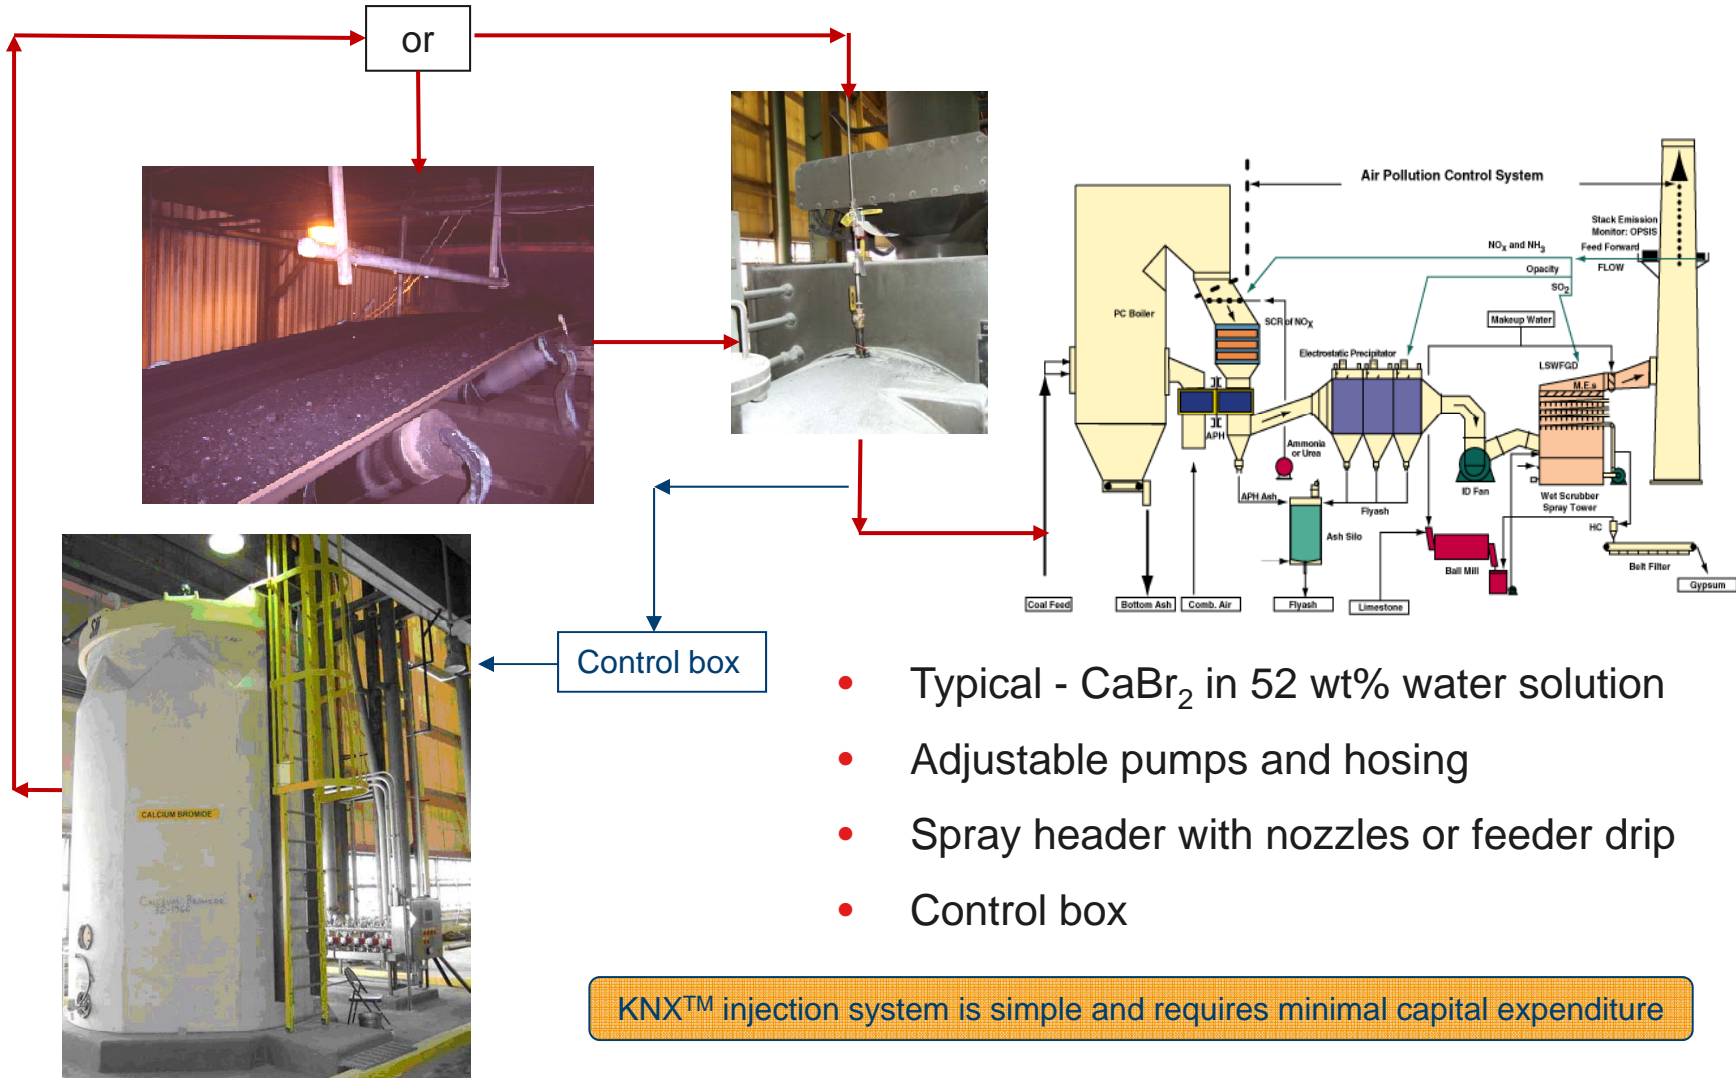 or
Air Pollution Control System
Stack Emission
Monitor: OPSIS
NOX and NH3
Feed Forward
FLOW
Opacity
SO2
PC Boiler
SCR of NOX
Makeup Water
Electrostatic Precipitator
LSWFGD
M.E.s
APH
Ammonia
or Urea
ID Fan
Wet Scrubber
Spray Tower
APH Ash
Flyash
HC
Ash Silo
Ball Mill
Belt Filter
Gypsum
Coal Feed
Bottom Ash
Comb. Air
Flyash
Limestone
Control box
CALCIUM BROMIDE
CALCIUM BROMIDE
• Typical - CaBr2 in 52 wt% water solution
• Adjustable pumps and hosing
• Spray header with nozzles or feeder drip
• Control box
KNX™ injection system is simple and requires minimal capital expenditure